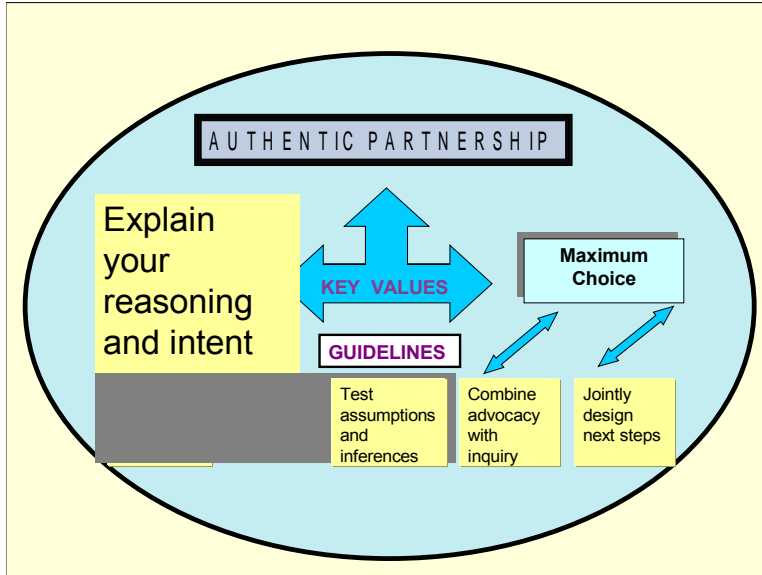 AUTHENTIC PARTNERSHIP
Explain
your
reasoning
and intent
KEY VALUES
Maximum
Choice
GUIDELINES
Test
assumptions
and
inferences
Combine
advocacy
with
inquiry
Jointly
design
next steps